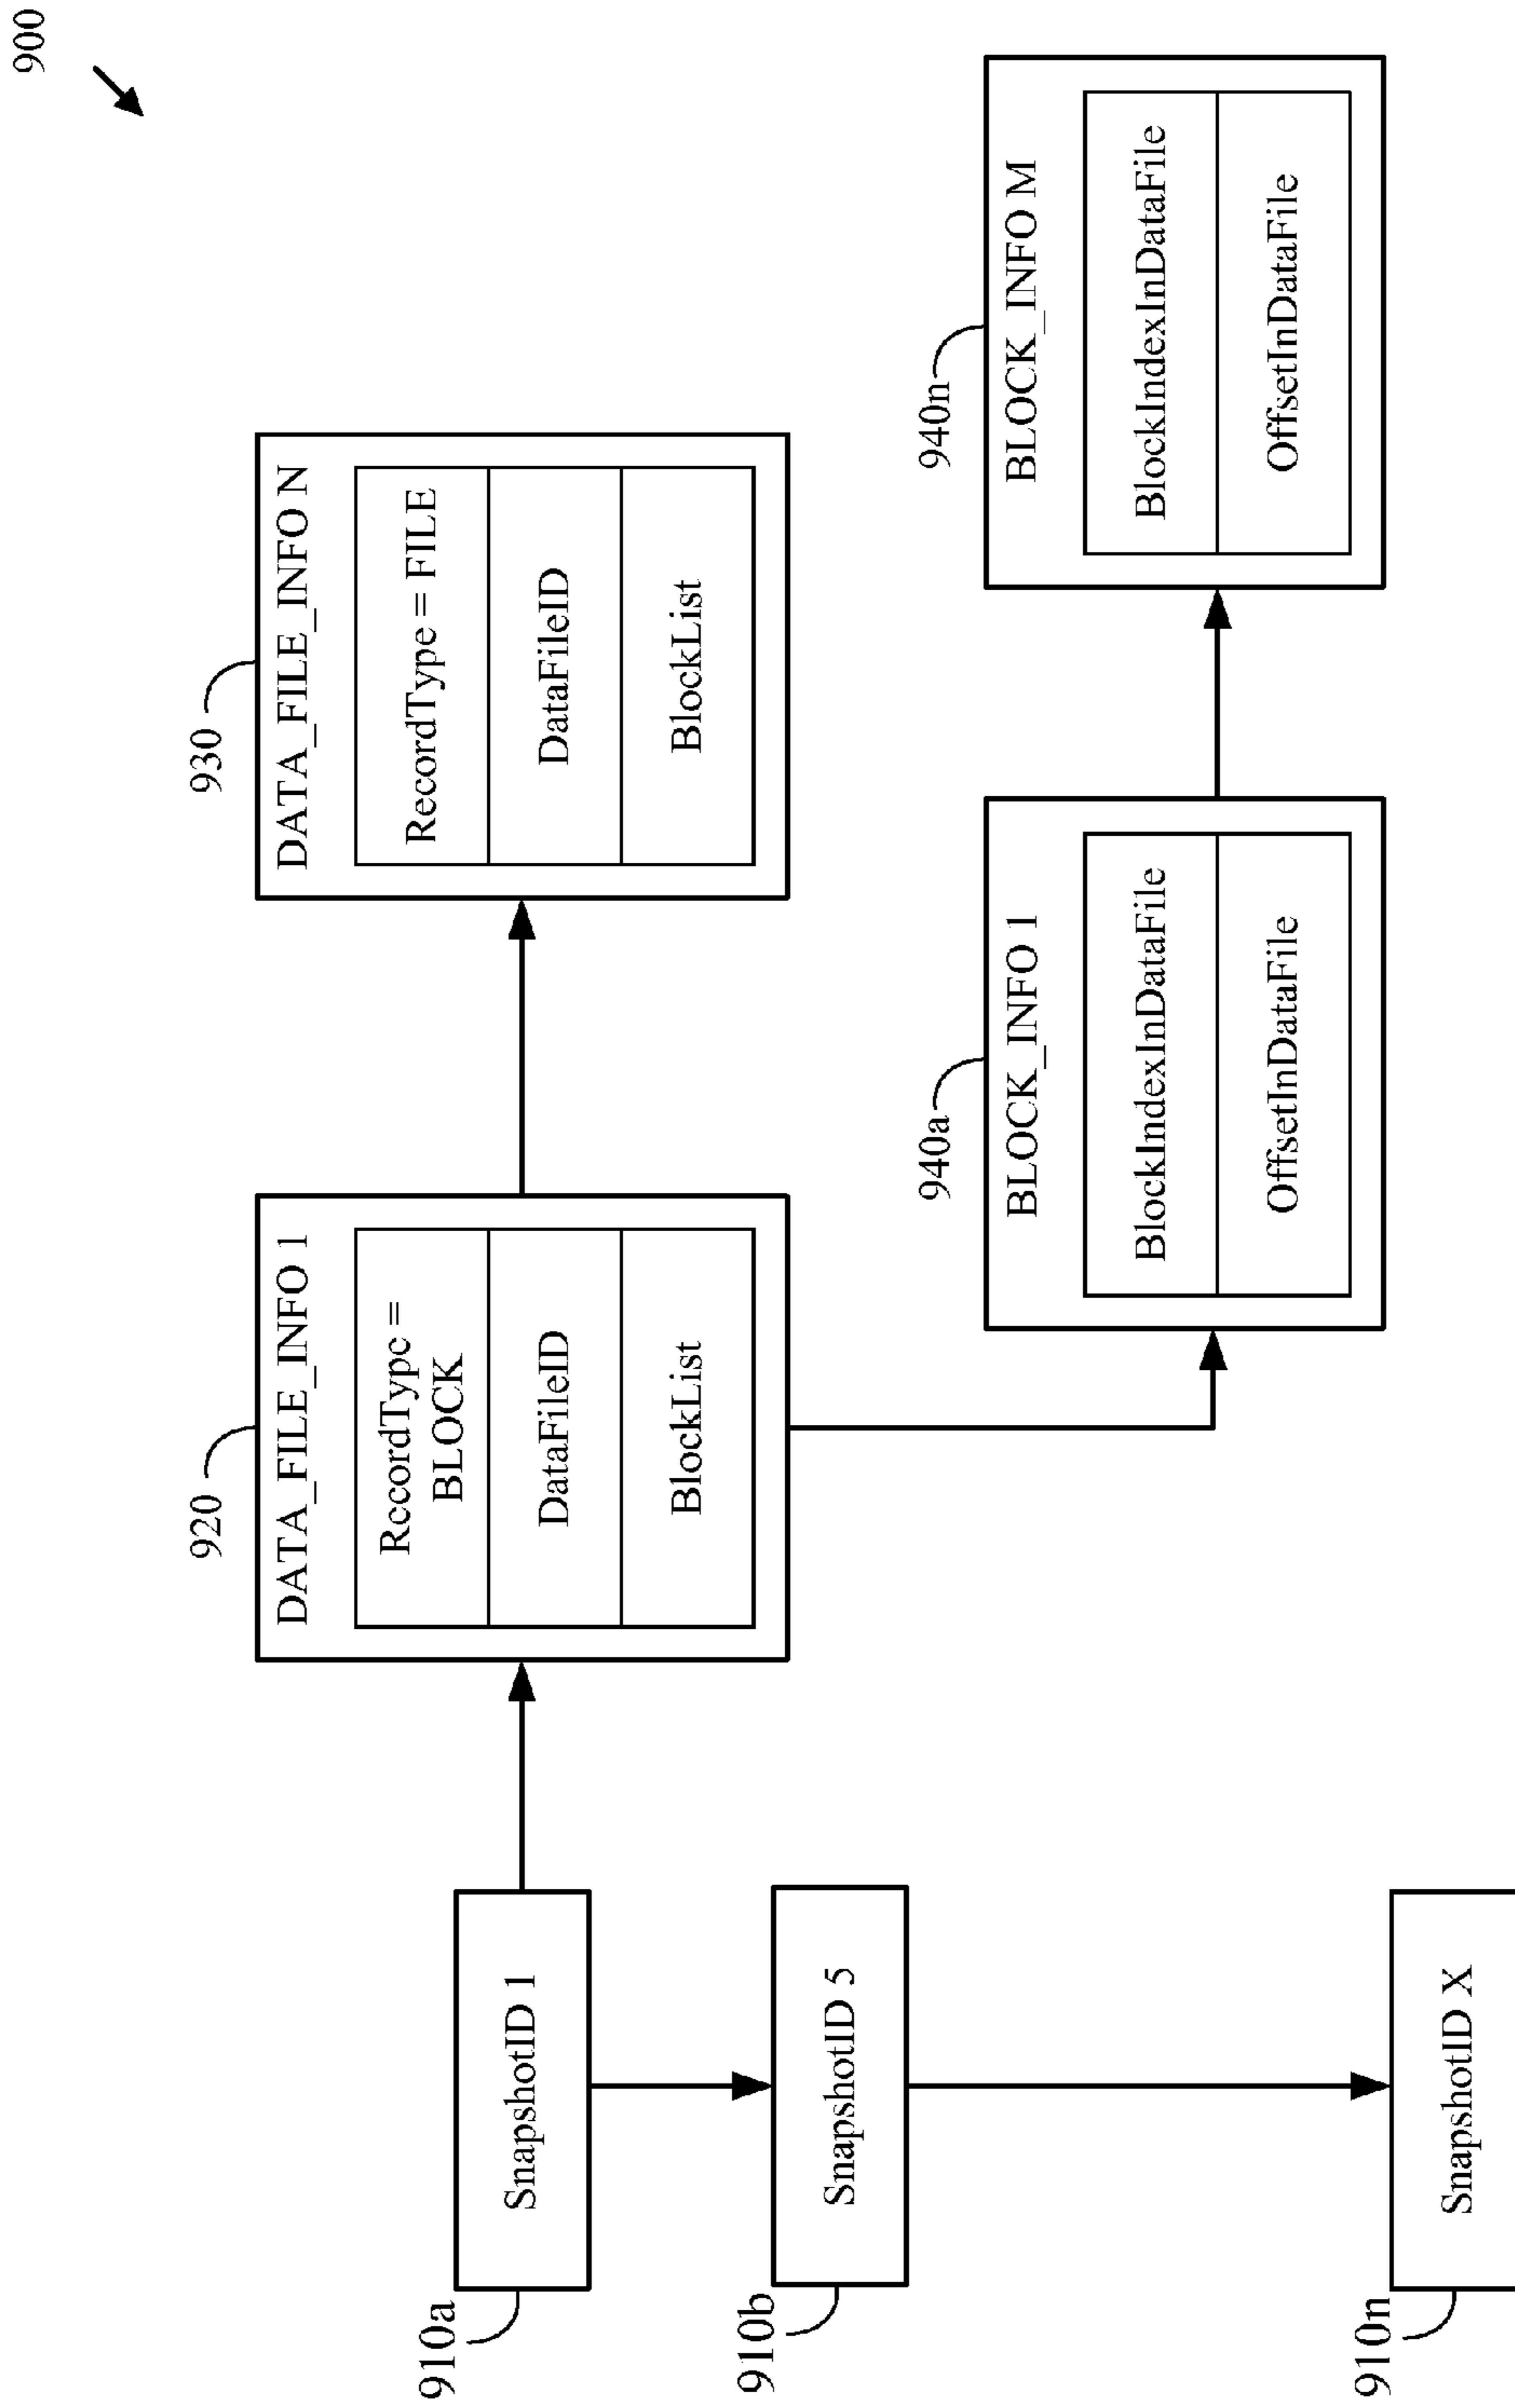 900
920
DATA_FILE_INFO 1
RecordType =
BLOCK
DataFileID
BlockList
930
DATA_FILE_INFO N
RecordType = FILE
DataFileID
BlockList
910a
SnapshotID 1
910b
SnapshotID 5
910n
SnapshotID X
940a
BLOCK_INFO 1
BlockIndexInDataFile
OffsetInDataFile
940n
BLOCK_INFO M
BlockIndexInDataFile
OffsetInDataFile